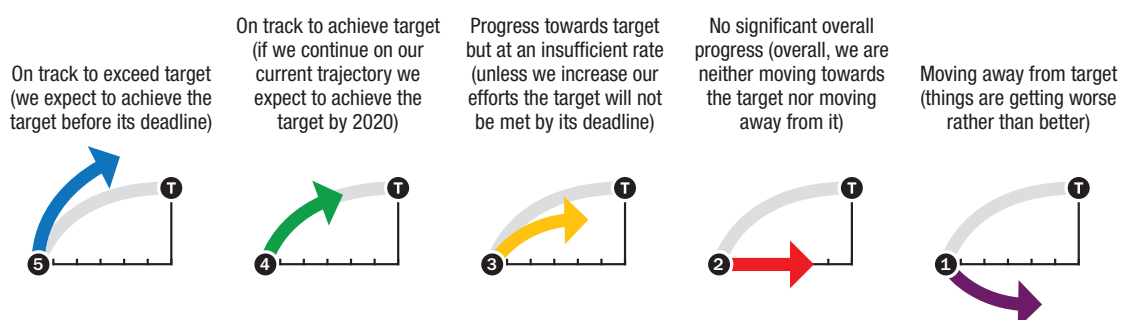 On track to exceed target
(we expect to achieve the
target before its deadline)
On track to achieve target
(if we continue on our
current trajectory we
expect to achieve the
target by 2020)
Progress towards target
but at an insufficient rate
(unless we increase our
efforts the target will not
be met by its deadline)
No significant overall
progress (overall, we are
neither moving towards
the target nor moving
away from it)
Moving away from target
(things are getting worse
rather than better)
T
5
T
4
T
3
T
2
T
1